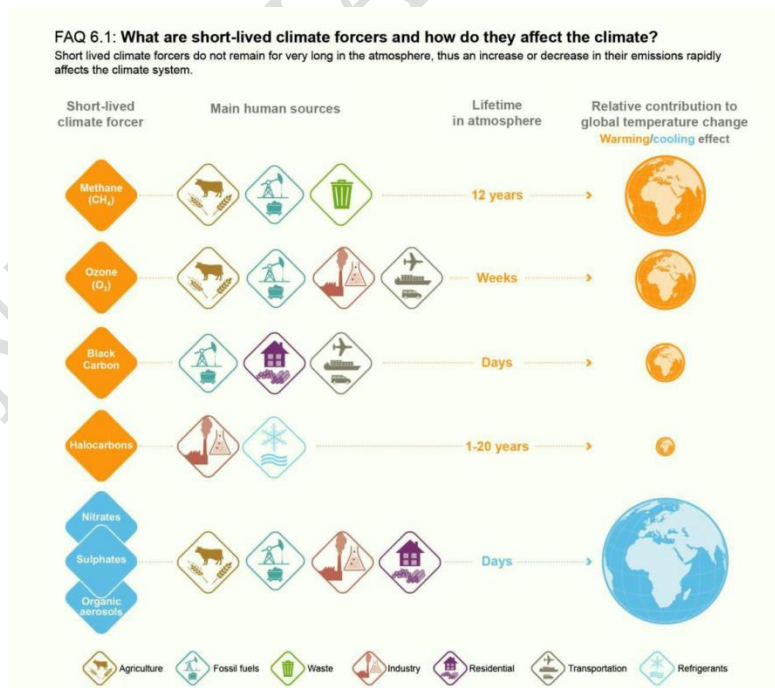 FAQ 6.1: What are short-lived climate forcers and how do they affect the climate?
Short lived climate forcers do not remain for very long in the atmosphere, thus an increase or decrease in their emissions rapidly
affects the climate system.
Short-lived
climate forcer
Main human sources
Lifetime
in atmosphere
Relative contribution to
global temperature change
Warming/cooling effect
Methane
(CH₄)
12 years
Ozone
(O₃)
Weeks
Black
Carbon
Days
Halocarbons
1-20 years
Nitrates
Sulphates
Organic
aerosols
Days
Agriculture
Fossil fuels
Waste
Industry
Residential
Transportation
Refrigerants